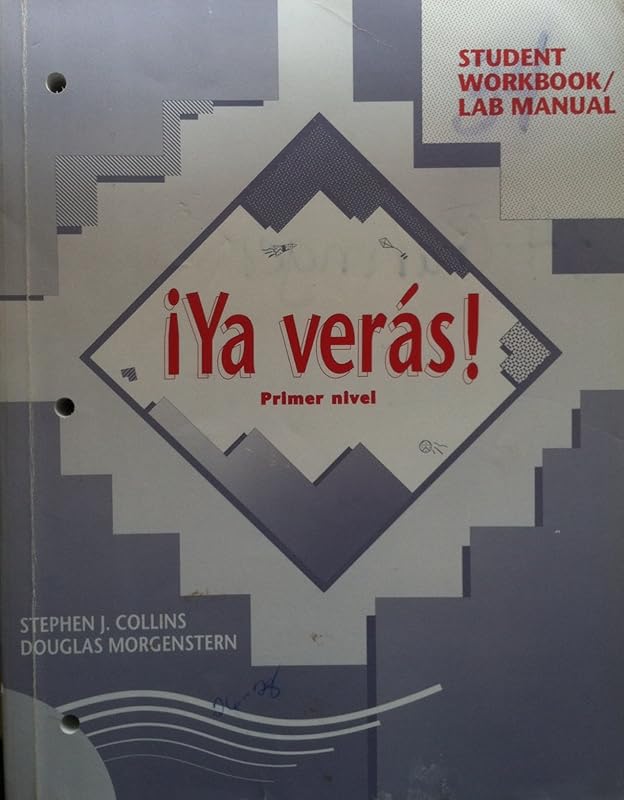 STUDENT
WORKBOOK/
LAB MANUAL
¡Ya verás!
Primer nivel
STEPHEN J. COLLINS
DOUGLAS MORGENSTERN